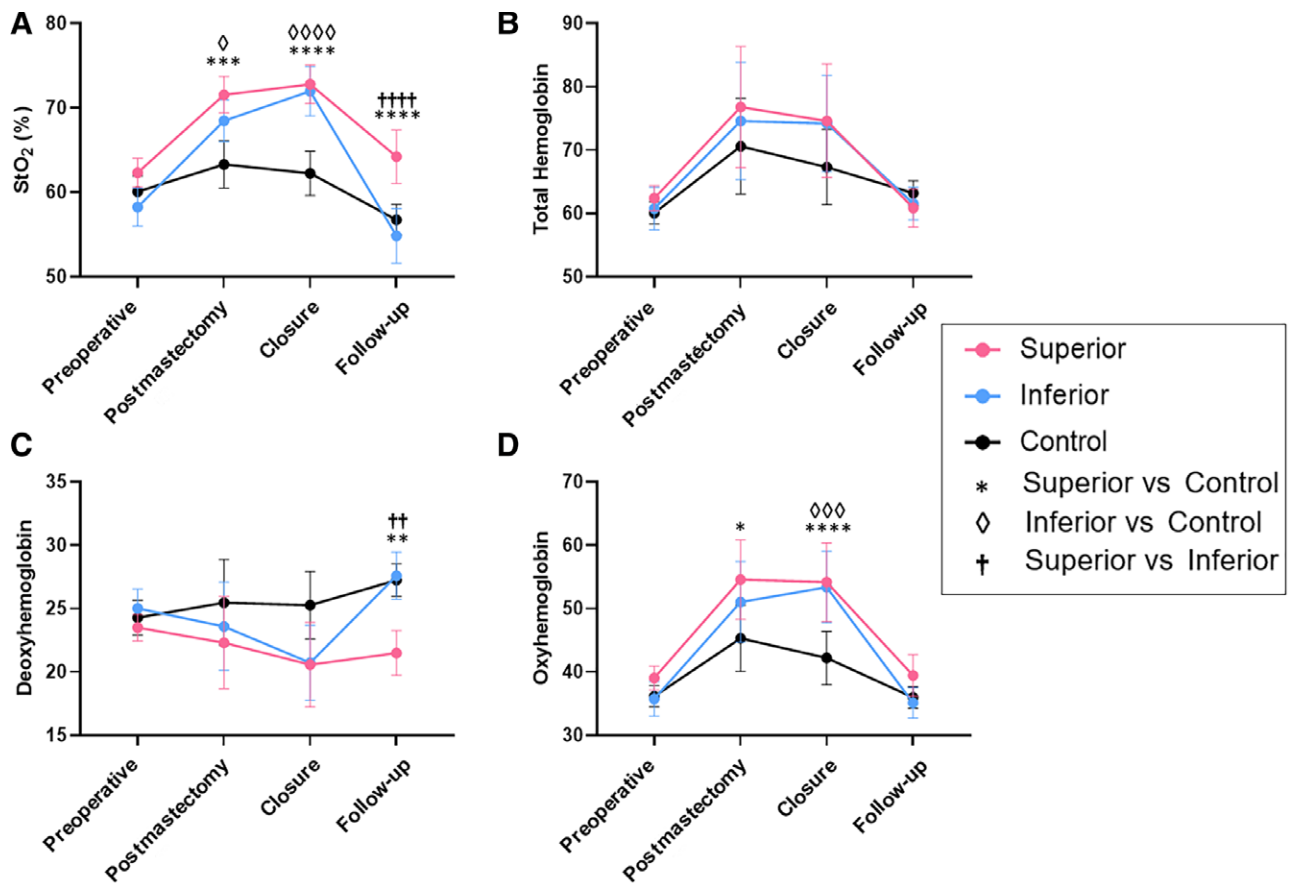 A
StO2 (%)
80
70
60
50
◊
***
◊◊◊◊
****
††††
****
Preoperative
Postmastectomy
Closure
Follow-up
B
Total Hemoglobin
90
80
70
60
50
Preoperative
Postmastectomy
Closure
Follow-up
Superior
Inferior
Control
* Superior vs Control
◊ Inferior vs Control
† Superior vs Inferior
C
Deoxyhemoglobin
35
30
25
20
15
††
**
Preoperative
Postmastectomy
Closure
Follow-up
D
Oxyhemoglobin
70
60
50
40
30
*
◊◊◊
****
Preoperative
Postmastectomy
Closure
Follow-up